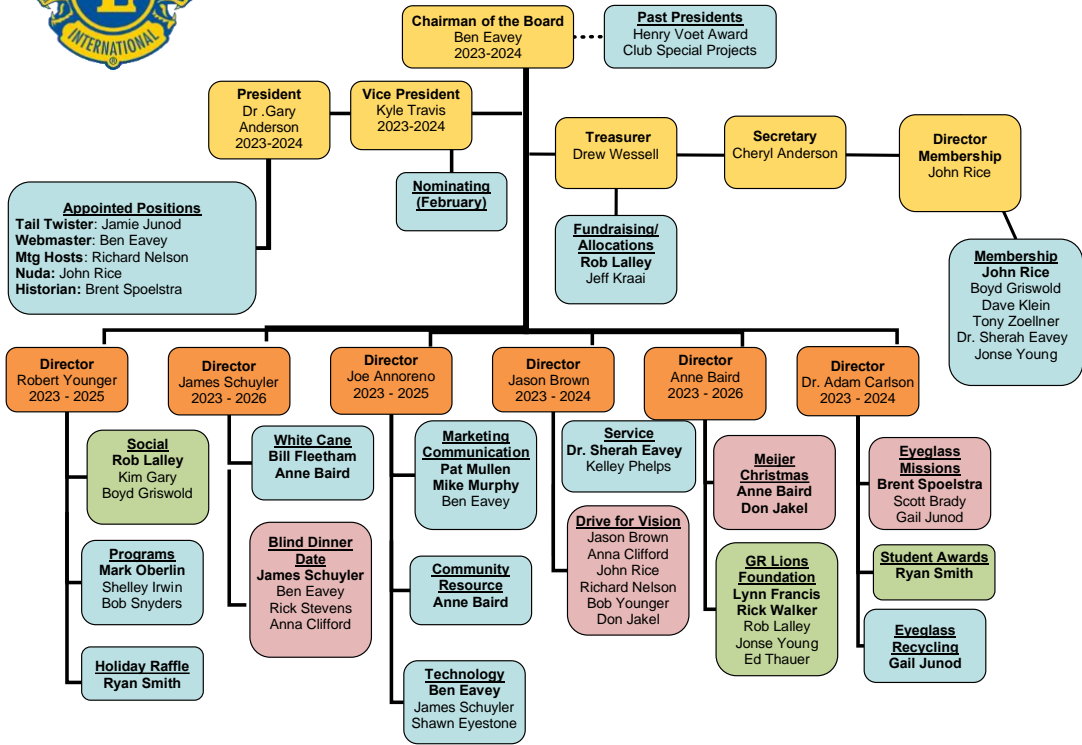 L
INTERNATIONAL
®
Chairman of the Board
Ben Eavey
2023-2024
Past Presidents
Henry Voet Award
Club Special Projects
President
Dr .Gary
Anderson
2023-2024
Vice President
Kyle Travis
2023-2024
Treasurer
Drew Wessell
Secretary
Cheryl Anderson
Director
Membership
John Rice
Nominating
(February)
Appointed Positions
Tail Twister: Jamie Junod
Webmaster: Ben Eavey
Mtg Hosts: Richard Nelson
Nuda: John Rice
Historian: Brent Spoelstra
Fundraising/
Allocations
Rob Lalley
Jeff Kraai
Membership
John Rice
Boyd Griswold
Dave Klein
Tony Zoellner
Dr. Sherah Eavey
Jonse Young
Director
Robert Younger
2023 - 2025
Director
James Schuyler
2023 - 2026
Director
Joe Annoreno
2023 - 2025
Director
Jason Brown
2023 - 2024
Director
Anne Baird
2023 - 2026
Director
Dr. Adam Carlson
2023 - 2024
Social
Rob Lalley
Kim Gary
Boyd Griswold
Programs
Mark Oberlin
Shelley Irwin
Bob Snyders
Holiday Raffle
Ryan Smith
White Cane
Bill Fleetham
Anne Baird
Blind Dinner
Date
James Schuyler
Ben Eavey
Rick Stevens
Anna Clifford
Marketing
Communication
Pat Mullen
Mike Murphy
Ben Eavey
Community
Resource
Anne Baird
Technology
Ben Eavey
James Schuyler
Shawn Eyestone
Service
Dr. Sherah Eavey
Kelley Phelps
Drive for Vision
Jason Brown
Anna Clifford
John Rice
Richard Nelson
Bob Younger
Don Jakel
Meijer
Christmas
Anne Baird
Don Jakel
GR Lions
Foundation
Lynn Francis
Rick Walker
Rob Lalley
Jonse Young
Ed Thauer
Eyeglass
Missions
Brent Spoelstra
Scott Brady
Gail Junod
Student Awards
Ryan Smith
Eyeglass
Recycling
Gail Junod